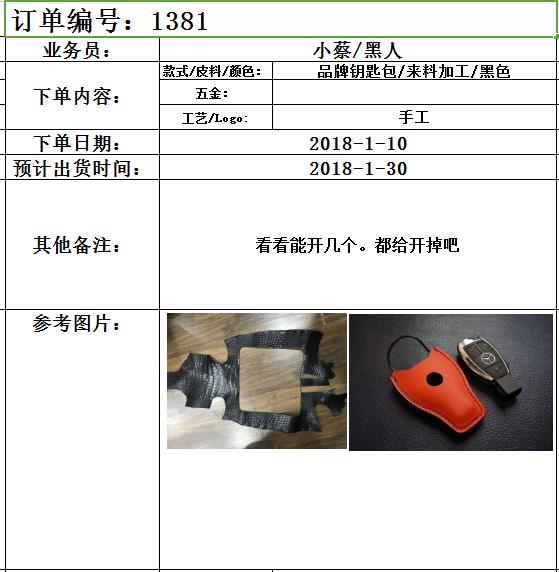 订单编号：1381
业务员： 小蔡/黑人
下单内容： 款式/皮料/颜色： 品牌钥匙包/来料加工/黑色
五金：
工艺/Logo: 手工
下单日期： 2018-1-10
预计出货时间： 2018-1-30
其他备注： 看看能开几个。都给开掉吧
参考图片：